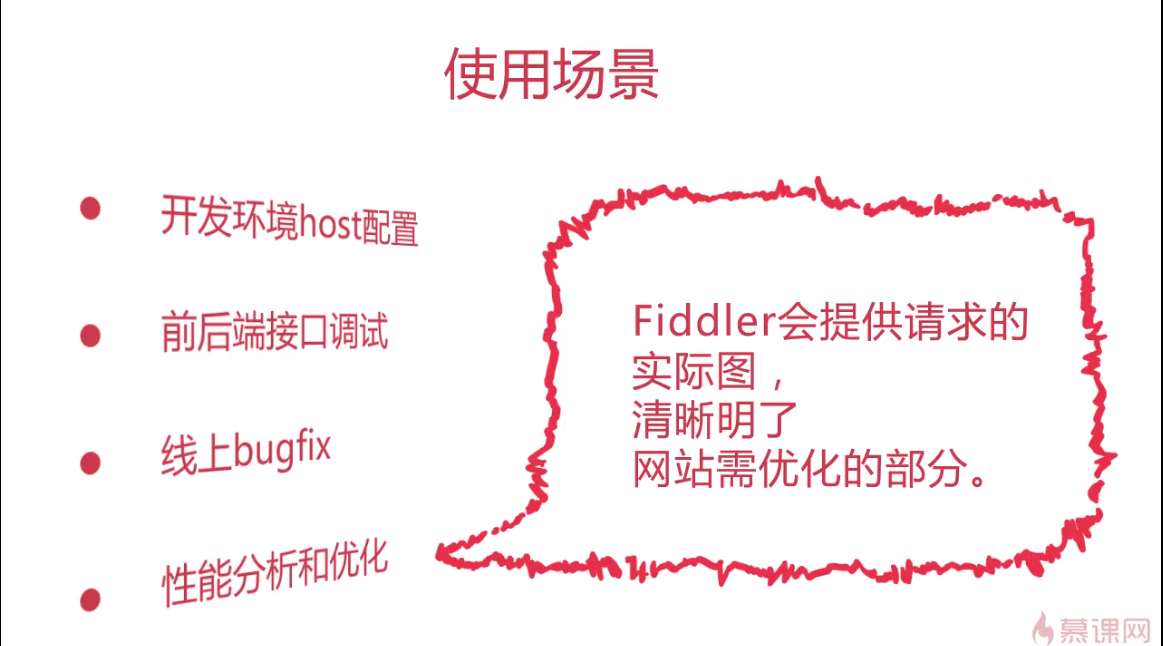 使用场景
开发环境host配置
前后端接口调试
线上bugfix
性能分析和优化
Fiddler会提供请求的
实际图，
清晰明了
网站需优化的部分。
慕课网